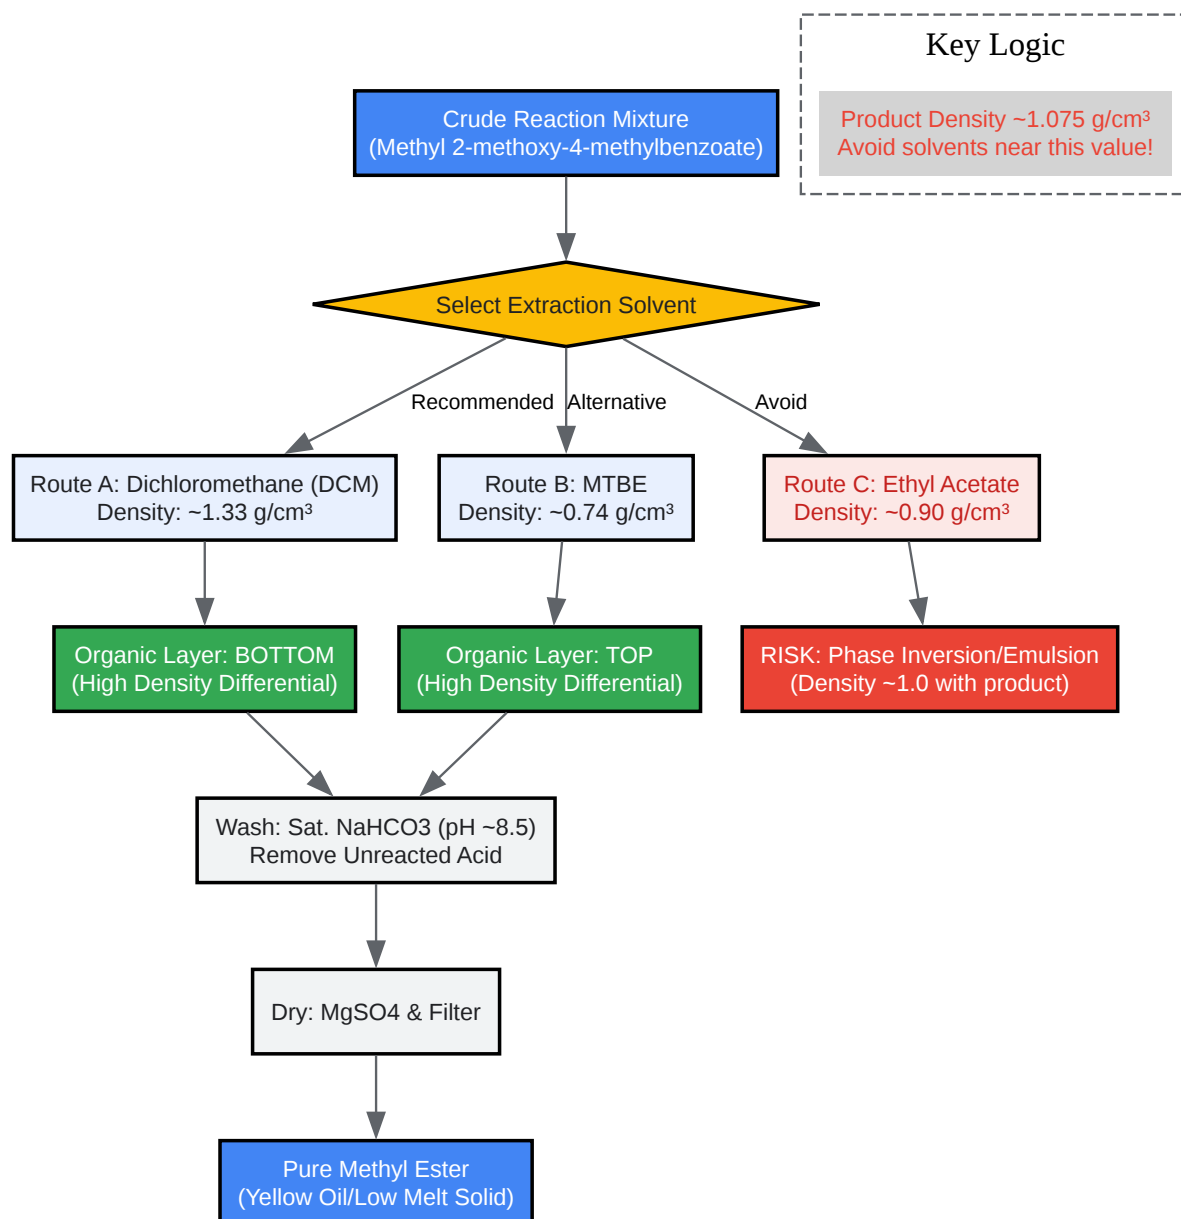 Key Logic
Product Density ~1.075 g/cm³
Avoid solvents near this value!
Crude Reaction Mixture
(Methyl 2-methoxy-4-methylbenzoate)
Select Extraction Solvent
Recommended
Alternative
Avoid
Route A: Dichloromethane (DCM)
Density: ~1.33 g/cm³
Route B: MTBE
Density: ~0.74 g/cm³
Route C: Ethyl Acetate
Density: ~0.90 g/cm³
Organic Layer: BOTTOM
(High Density Differential)
Organic Layer: TOP
(High Density Differential)
RISK: Phase Inversion/Emulsion
(Density ~1.0 with product)
Wash: Sat. NaHCO3 (pH ~8.5)
Remove Unreacted Acid
Dry: MgSO4 & Filter
Pure Methyl Ester
(Yellow Oil/Low Melt Solid)